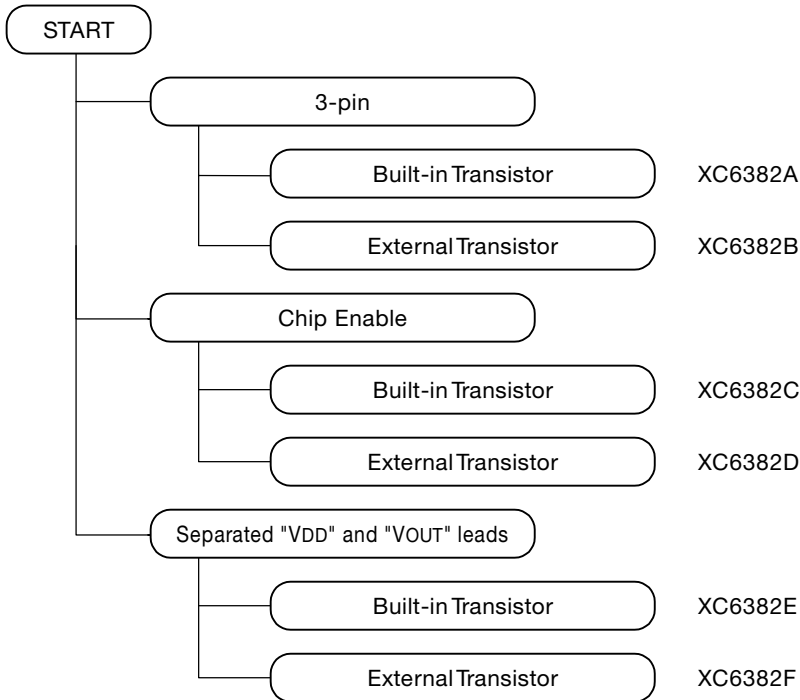 START
3-pin
Built-in Transistor XC6382A
External Transistor XC6382B
Chip Enable
Built-in Transistor XC6382C
External Transistor XC6382D
Separated "VDD" and "VOUT" leads
Built-in Transistor XC6382E
External Transistor XC6382F